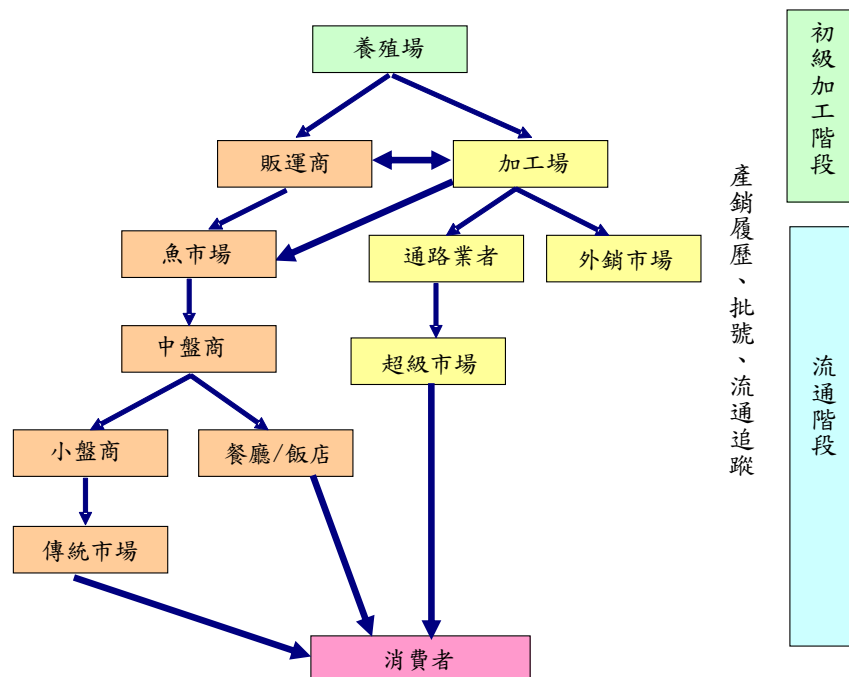 養殖場
販運商
加工場
魚市場
通路業者
外銷市場
中盤商
超級市場
小盤商
餐廳/飯店
傳統市場
消費者
產銷履歷、批號、流通追蹤
初級加工階段
流通階段